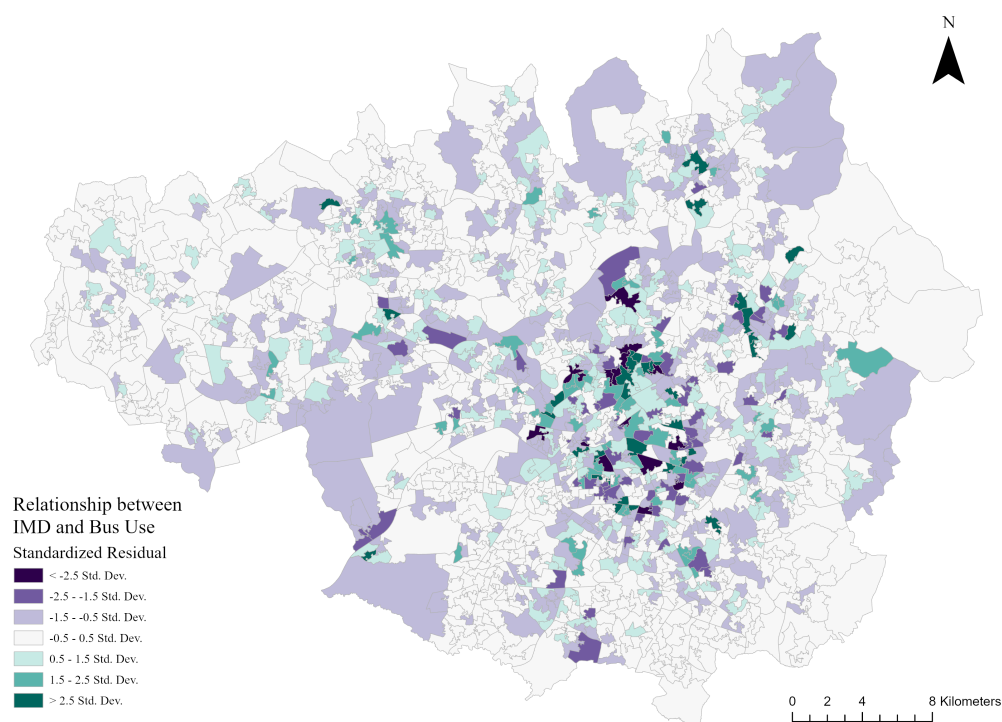 N
Relationship between
IMD and Bus Use
Standardized Residual
< -2.5 Std. Dev.
-2.5 - -1.5 Std. Dev.
-1.5 - -0.5 Std. Dev.
-0.5 - 0.5 Std. Dev.
0.5 - 1.5 Std. Dev.
1.5 - 2.5 Std. Dev.
> 2.5 Std. Dev.
0 2 4 8 Kilometers